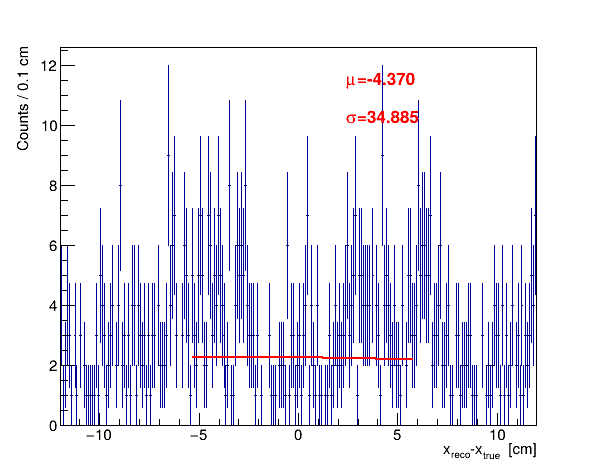 Counts / 0.1 cm
12
10
8
6
4
2
0
μ=-4.370
σ=34.885
−10 −5 0 5 10
x_reco-x_true [cm]